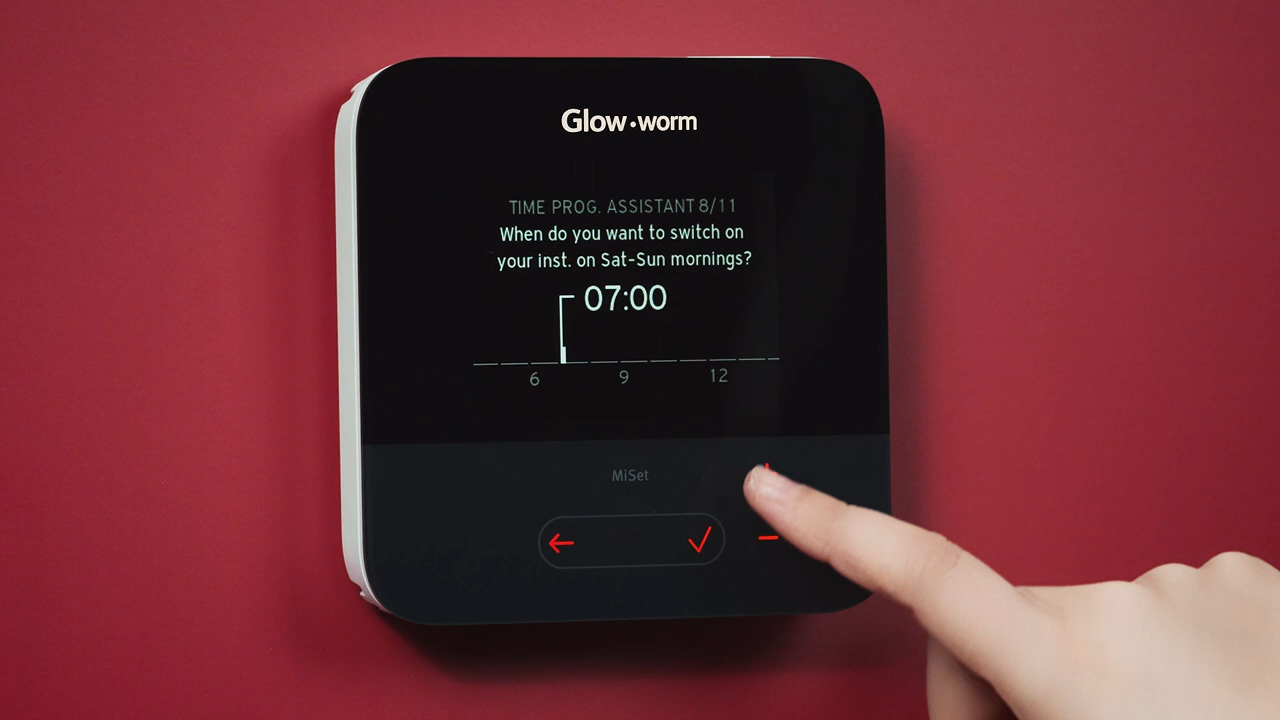 Glow·worm
TIME PROG. ASSISTANT 8/11
When do you want to switch on
your inst. on Sat-Sun mornings?
07:00
6 9 12
MiSet